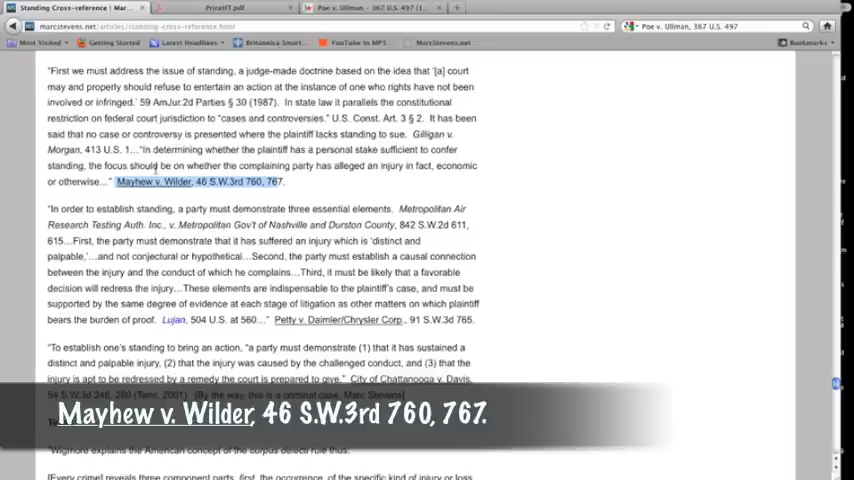 Standing Cross-reference | Marc...
PriceHT.pdf
Poe v. Ullman, 367 U.S. 497 (...
marcstevens.net/articles/standing-cross-reference.html
Poe v Ullman, 367 U.S. 497
Most Visited
Getting Started
Latest Headlines
Britannica Smart...
YouTube to MP3...
MarcStevens.net
Bookmarks
"First we must address the issue of standing, a judge-made doctrine based on the idea that '[a] court
may and properly should refuse to entertain an action at the instance of one who rights have not been
involved or infringed.' 59 AmJur.2d Parties § 30 (1987). In state law it parallels the constitutional
restriction on federal court jurisdiction to "cases and controversies." U.S. Const. Art. 3 § 2. It has been
said that no case or controversy is presented where the plaintiff lacks standing to sue. Gilligan v.
Morgan, 413 U.S. 1..."In determining whether the plaintiff has a personal stake sufficient to confer
standing, the focus should be on whether the complaining party has alleged an injury in fact, economic
or otherwise..." Mayhew v. Wilder, 46 S.W.3rd 760, 767.
"In order to establish standing, a party must demonstrate three essential elements. Metropolitan Air
Research Testing Auth. Inc., v. Metropolitan Gov't of Nashville and Durston County, 842 S.W.2d 611,
615...First, the party must demonstrate that it has suffered an injury which is 'distinct and
palpable,'...and not conjectural or hypothetical...Second, the party must establish a causal connection
between the injury and the conduct of which he complains...Third, it must be likely that a favorable
decision will redress the injury...These elements are indispensable to the plaintiff's case, and must be
supported by the same degree of evidence at each stage of litigation as other matters on which plaintiff
bears the burden of proof. Lujan, 504 U.S. at 560..." Petty v. Daimler/Chrysler Corp., 91 S.W.3d 765.
"To establish one's standing to bring an action, "a party must demonstrate (1) that it has sustained a
distinct and palpable injury, (2) that the injury was caused by the challenged conduct, and (3) that the
injury is apt to be redressed by a remedy the court is prepared to give." City of Chattanooga v. Davis,
54 S.W.3d 248, 280 (Tenn. 2001) [By the way, this is a criminal case, Marc Stevens]
Mayhew v. Wilder, 46 S.W.3rd 760, 767.
"Wigmore explains the American concept of the corpus delecti rule thus:
[Every crime] reveals three component parts, first, the occurrence, of the specific kind of injury or loss